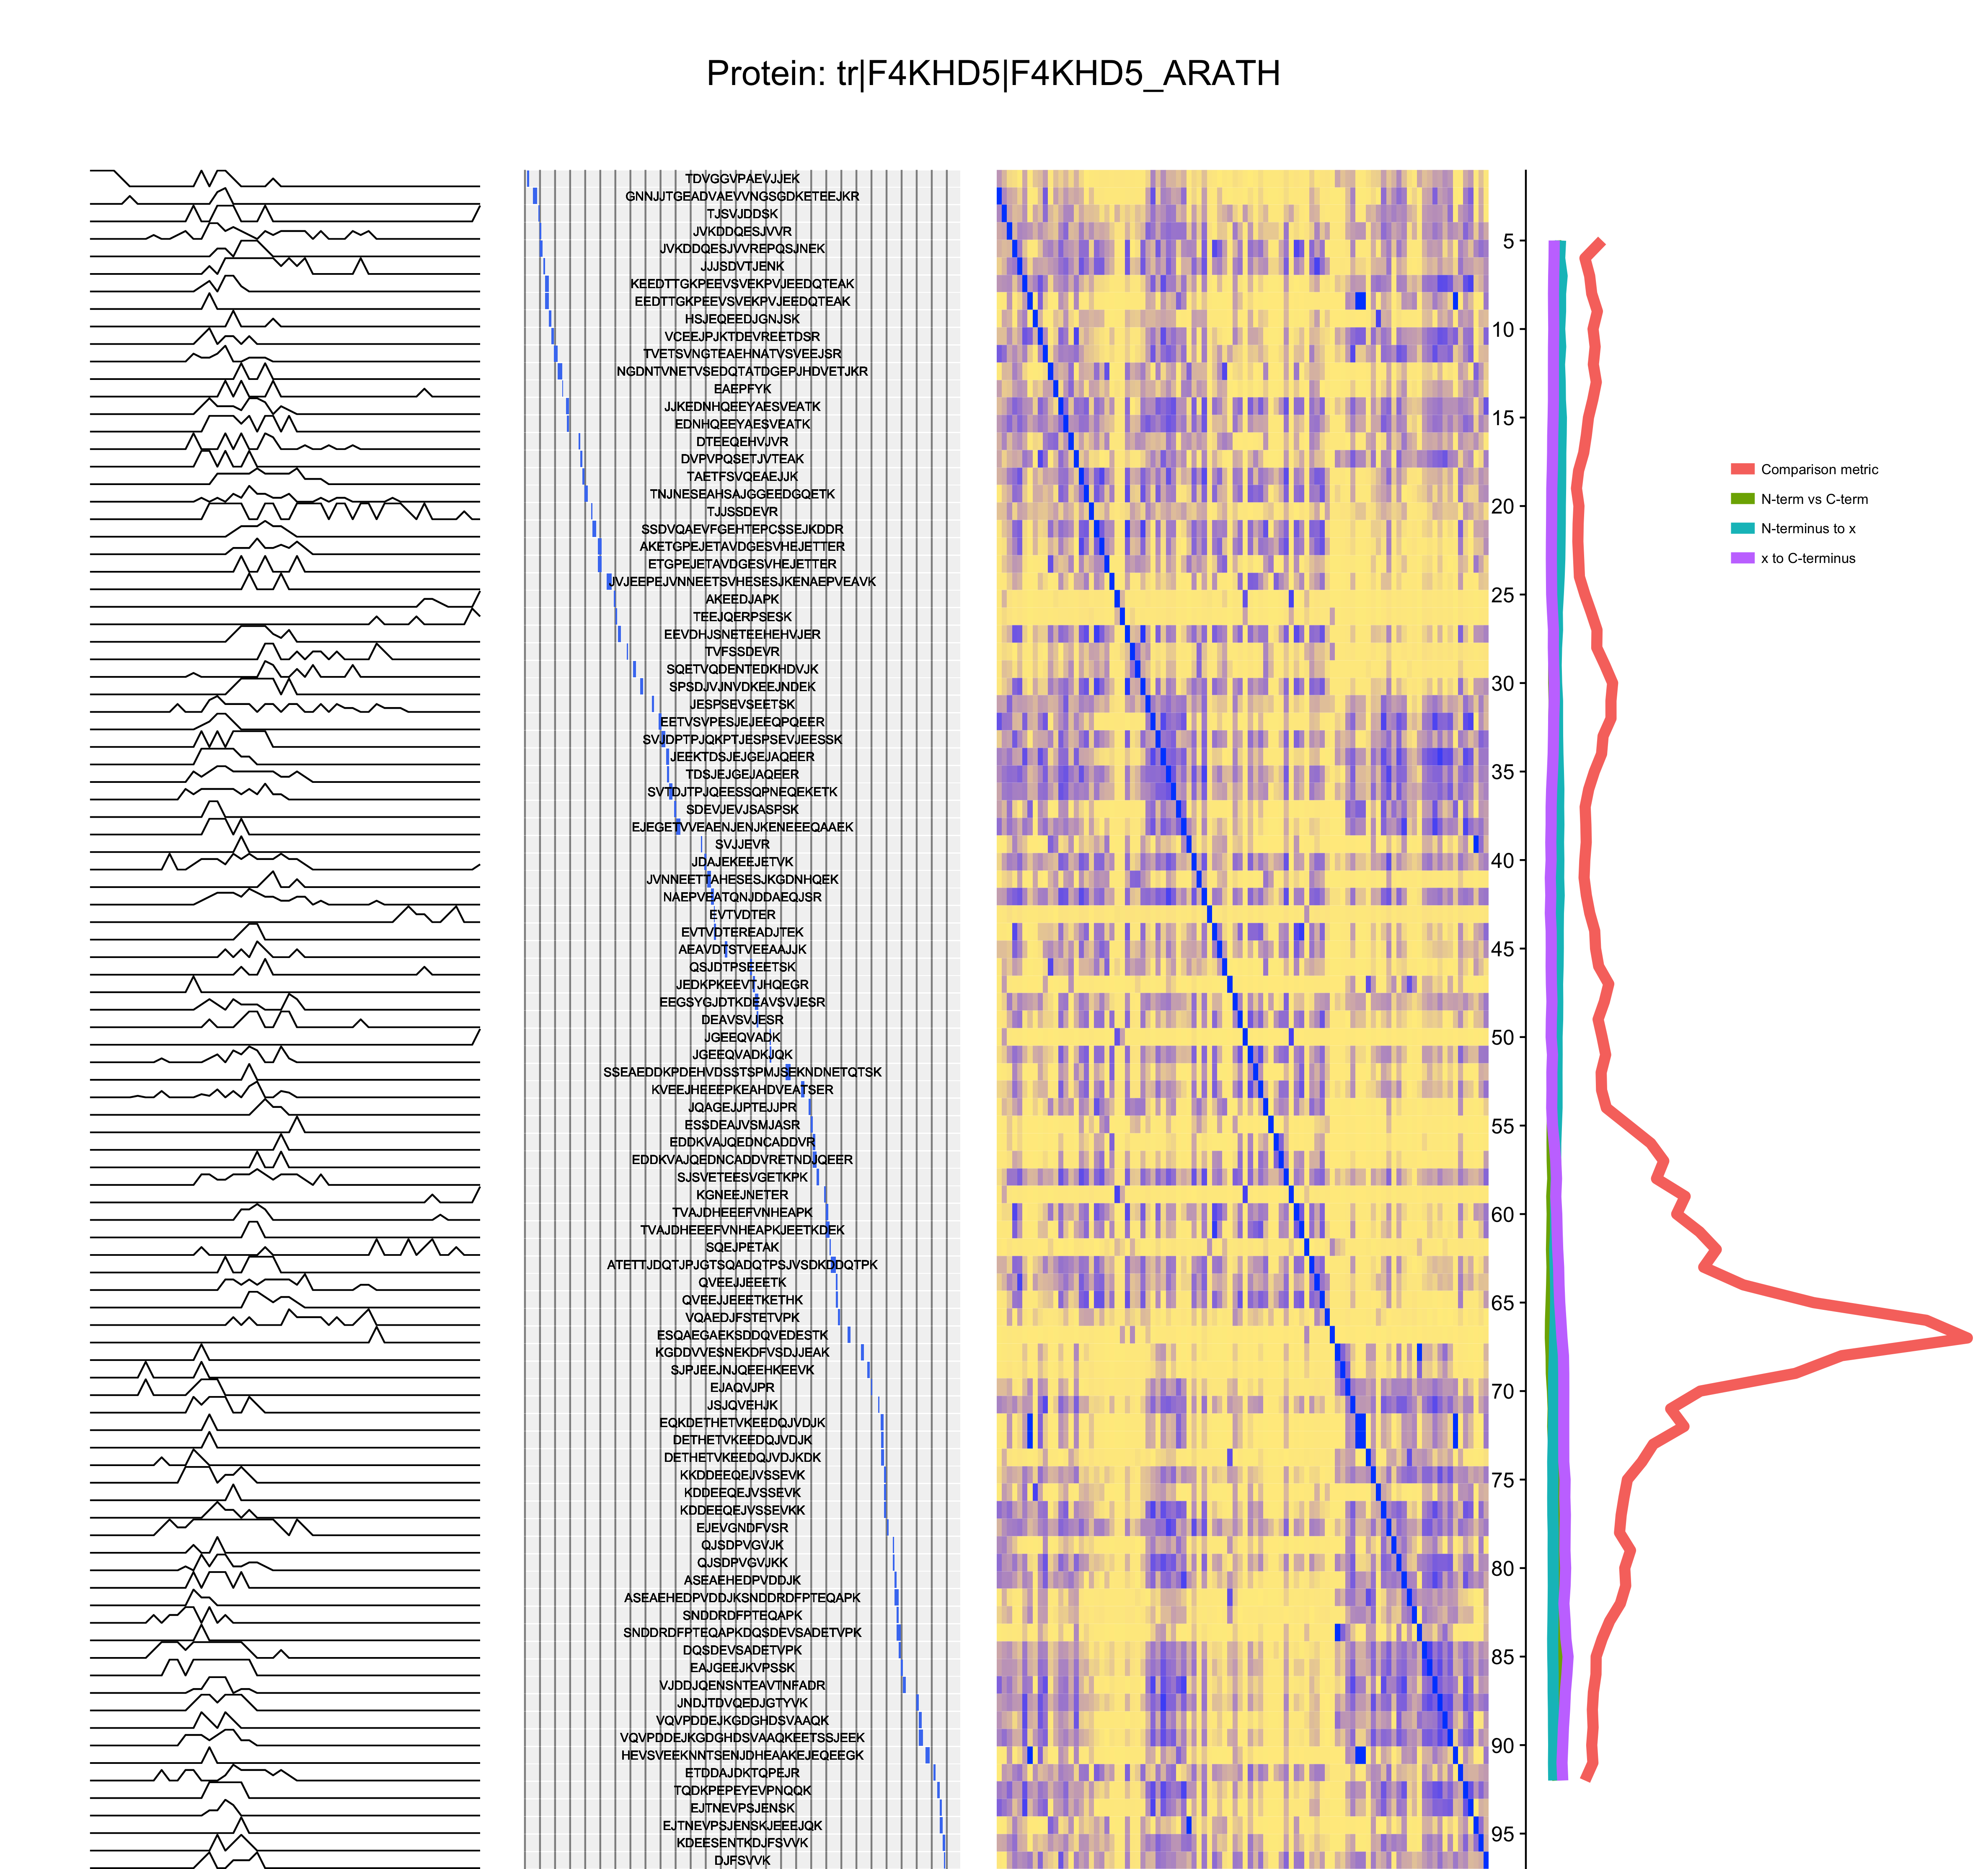 Protein: tr|F4KHD5|F4KHD5_ARATH
TDVGGVPAEVJJEK
GNNJJTGEADVAEVVNGSGDKETEEJKR
TJSVJDDSK
JVKDDQESJVVR
JVKDDQESJVVREPQSJNEK
JJJSDVTJENK
KEEDTTGKPEEVSVEKPVJEEDQTEAK
EEDTTGKPEEVSVEKPVJEEDQTEAK
HSJEQEEDJGNJSK
VCEEJPJKTDEVREETDSR
TVETSVNGTEAEHNATVSVEEJSR
NGDNTVNETVSEDQTATDGEPJHDVETJKR
EAEPFYK
JJKEDNHQEEYAESVEATK
EDNHQEEYAESVEATK
DTEEQEHVJVR
DVPVPQSETJVTEAK
TAETFSVQEAEJJK
TNJNESEAHSAJGGEEDGQETK
TJJSSDEVR
SSDVQAEVFGEHTEPCSSEJKDDR
AKETGPEJETAVDGESVHEJETTER
ETGPEJETAVDGESVHEJETTER
JVJEEPEJVNNEETSVHESESJKENAEPVEAVK
AKEEDJAPK
TEEJQERPSESK
EEVDHJSNETEEHEHVJER
TVFSSDEVR
SQETVQDENTEDKHDVJK
SPSDJVJNVDKEEJNDEK
JESPSEVSEETSK
EETVSVPESJEJEEQPQEER
SVJDPTPJQKPTJESPSEVJEESSK
JEEKTDSJEJGEJAQEER
TDSJEJGEJAQEER
SVTDJTPJQEESSQPNEQEKETK
SDEVJEVJSASPSK
EJEGETVVEAENJENJKENEEEQAAEK
SVJJEVR
JDAJEKEEJETVK
JVNNEETTAHESESJKGDNHQEK
NAEPVEATQNJDDAEQJSR
EVTVDTER
EVTVDTEREADJTEK
AEAVDTSTVEEAAJJK
QSJDTPSEEETSK
JEDKPKEEVTJHQEGR
EEGSYGJDTKDEAVSVJESR
DEAVSVJESR
JGEEQVADK
JGEEQVADKJQK
SSEAEDDKPDEHVDSSTSPMJSEKNDNETQTSK
KVEEJHEEEPKEAHDVEATSER
JQAGEJJPTEJJPR
ESSDEAJVSMJASR
EDDKVAJQEDNCADDVR
EDDKVAJQEDNCADDVRETNDJQEER
SJSVETEESVGETKPK
KGNEEJNETER
TVAJDHEEEFVNHEAPK
TVAJDHEEEFVNHEAPKJEETKDEK
SQEJPETAK
ATETTJDQTJPJGTSQADQTPSJVSDKDDQTPK
QVEEJJEEETK
QVEEJJEEETKETHK
VQAEDJFSTETVPK
ESQAEGAEKSDDQVEDESTK
KGDDVVESNEKDFVSDJJEAK
SJPJEEJNJQEEHKEEVK
EJAQVJPR
JSJQVEHJK
EQKDETHETVKEEDQJVDJK
DETHETVKEEDQJVDJK
DETHETVKEEDQJVDJKDK
KKDDEEQEJVSSEVK
KDDEEQEJVSSEVK
KDDEEQEJVSSEVKK
EJEVGNDFVSR
QJSDPVGVJK
QJSDPVGVJKK
ASEAEHEDPVDDJK
ASEAEHEDPVDDJKSNDDRDFPTEQAPK
SNDDRDFPTEQAPK
SNDDRDFPTEQAPKDQSDEVSADETVPK
DQSDEVSADETVPK
EAJGEEJKVPSSK
VJDDJQENSNTEAVTNFADR
JNDJTDVQEDJGTYVK
VQVPDDEJKGDGHDSVAAQK
VQVPDDEJKGDGHDSVAAQKEETSSJEEK
HEVSVEEKNNTSENJDHEAAKEJEQEEGK
ETDDAJDKTQPEJR
TQDKPEPEYEVPNQQK
EJTNEVPSJENSK
EJTNEVPSJENSKJEEEJQK
KDEESENTKDJFSVVK
DJFSVVK
5
10
15
20
25
30
35
40
45
50
55
60
65
70
75
80
85
90
95
Comparison metric
N-term vs C-term
N-terminus to x
x to C-terminus